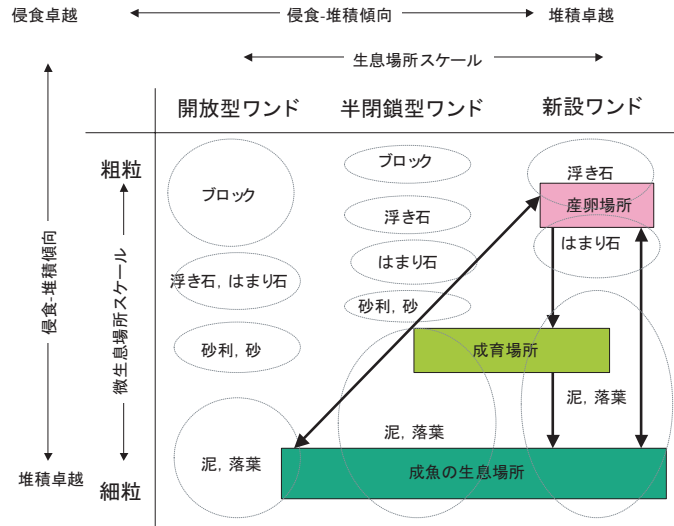 侵食卓越
侵食-堆積傾向
堆積卓越
生息場所スケール
開放型ワンド
半閉鎖型ワンド
新設ワンド
粗粒
ブロック
ブロック
浮き石
浮き石
産卵場所
はまり石
はまり石
浮き石, はまり石
砂利, 砂
砂利, 砂
成育場所
泥, 落葉
泥, 落葉
泥, 落葉
成魚の生息場所
侵食-堆積傾向
微生息場所スケール
堆積卓越
細粒